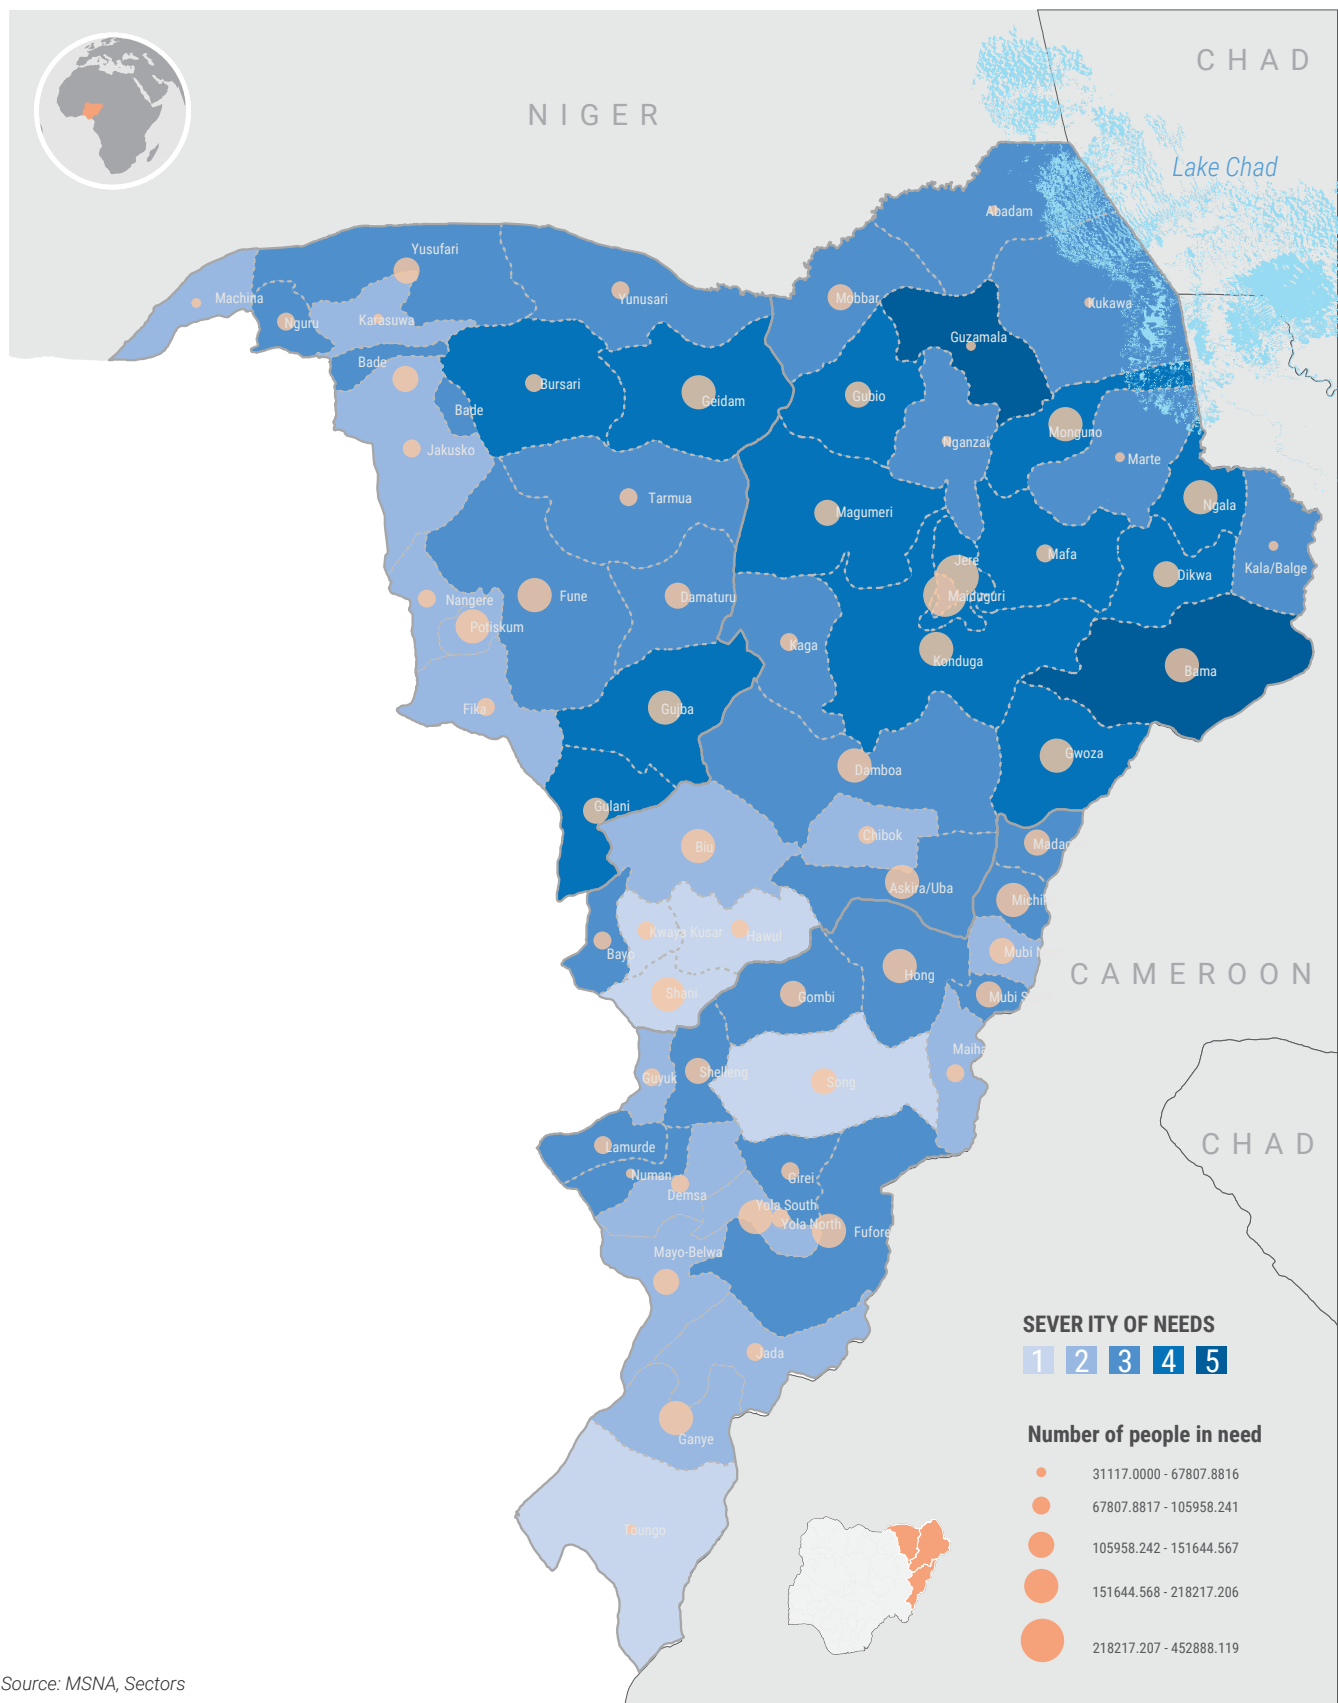 CHAD
NIGER
Lake Chad
Abadam
Yusufari
Machina
Yunusari
Mobbar
Kukawa
Nguru
Karasuwa
Guzamala
Bade
Bursari
Geidam
Gubio
Bade
Monguno
Nganzai
Jakusko
Marte
Tarmua
Magumeri
Ngala
Jere
Mafa
Dikwa
Kala/Balge
Nangere
Fune
Damaturu
Maiduguri
Potiskum
Kaga
Konduga
Bama
Fika
Gujba
Gwoza
Damboa
Gulani
Chibok
Biu
Madag
Askira/Uba
Michik
Kwaya Kusar
Hawul
Bayo
Mubi N
CAMEROON
Hong
Shani
Gombi
Mubi S
Maiha
Guyuk
Shelleng
Song
CHAD
Lamurde
Numan
Girei
Demsa
Yola South
Yola North
Fufore
Mayo-Belwa
Jada
Ganye
Toungo
SEVER ITY OF NEEDS
1 2 3 4 5
Number of people in need
31117.0000 - 67807.8816
67807.8817 - 105958.241
105958.242 - 151644.567
151644.568 - 218217.206
218217.207 - 452888.119
Source: MSNA, Sectors